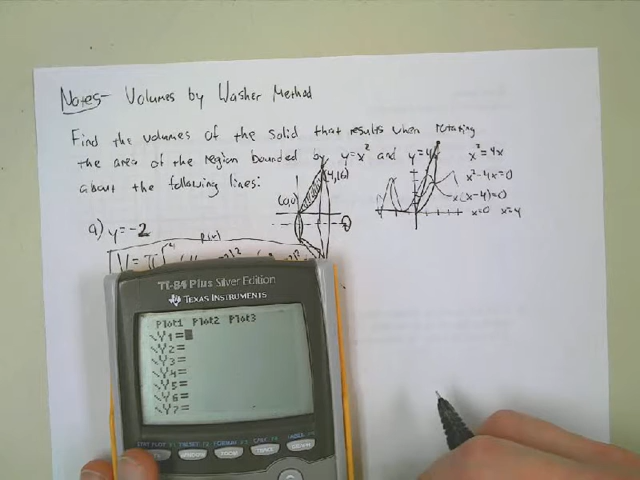 Notes- Volumes by Washer Method
Find the volumes of the solid that results when rotating
the area of the region bounded by y=x² and y=4x
about the following lines:
x²=4x
x²-4x=0
x(x-4)=0
x=0 x=4
(4,16)
(0,0)
a) y=-2
TI-84 Plus Silver Edition
TEXAS INSTRUMENTS
Plot1 Plot2 Plot3
\Y1=
\Y2=
\Y3=
\Y4=
\Y5=
\Y6=
\Y7=